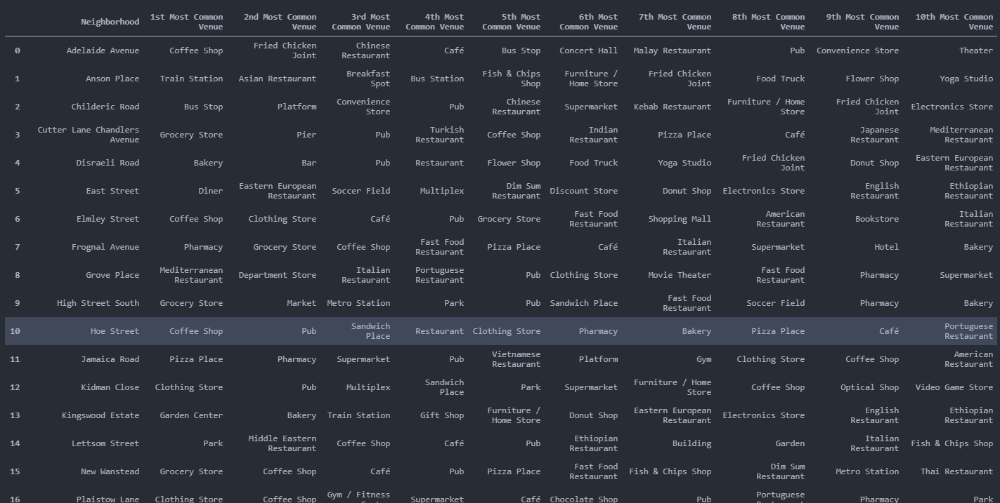 Neighborhood 1st Most Common Venue 2nd Most Common Venue 3rd Most Common Venue 4th Most Common Venue 5th Most Common Venue 6th Most Common Venue 7th Most Common Venue 8th Most Common Venue 9th Most Common Venue 10th Most Common Venue
0 Adelaide Avenue Coffee Shop Fried Chicken Joint Chinese Restaurant Café Bus Stop Concert Hall Malay Restaurant Pub Convenience Store Theater
1 Anson Place Train Station Asian Restaurant Breakfast Spot Bus Station Fish & Chips Shop Furniture / Home Store Fried Chicken Joint Food Truck Flower Shop Yoga Studio
2 Childeric Road Bus Stop Platform Convenience Store Pub Chinese Restaurant Supermarket Kebab Restaurant Furniture / Home Store Fried Chicken Joint Electronics Store
3 Cutter Lane Chandlers Avenue Grocery Store Pier Pub Turkish Restaurant Coffee Shop Indian Restaurant Pizza Place Café Japanese Restaurant Mediterranean Restaurant
4 Disraeli Road Bakery Bar Pub Restaurant Flower Shop Food Truck Yoga Studio Fried Chicken Joint Donut Shop Eastern European Restaurant
5 East Street Diner Eastern European Restaurant Soccer Field Multiplex Dim Sum Restaurant Discount Store Donut Shop Electronics Store English Restaurant Ethiopian Restaurant
6 Elmley Street Coffee Shop Clothing Store Café Pub Grocery Store Fast Food Restaurant Shopping Mall American Restaurant Bookstore Italian Restaurant
7 Frognal Avenue Pharmacy Grocery Store Coffee Shop Fast Food Restaurant Pizza Place Café Italian Restaurant Supermarket Hotel Bakery
8 Grove Place Mediterranean Restaurant Department Store Italian Restaurant Portuguese Restaurant Pub Clothing Store Movie Theater Fast Food Restaurant Pharmacy Supermarket
9 High Street South Grocery Store Market Metro Station Park Pub Sandwich Place Fast Food Restaurant Soccer Field Pharmacy Bakery
10 Hoe Street Coffee Shop Pub Sandwich Place Restaurant Clothing Store Pharmacy Bakery Pizza Place Café Portuguese Restaurant
11 Jamaica Road Pizza Place Pharmacy Supermarket Pub Vietnamese Restaurant Platform Gym Clothing Store Coffee Shop American Restaurant
12 Kidman Close Clothing Store Pub Multiplex Sandwich Place Park Supermarket Furniture / Home Store Coffee Shop Optical Shop Video Game Store
13 Kingswood Estate Garden Center Bakery Train Station Gift Shop Furniture / Home Store Donut Shop Eastern European Restaurant Electronics Store English Restaurant Ethiopian Restaurant
14 Lettsom Street Park Middle Eastern Restaurant Coffee Shop Café Pub Ethiopian Restaurant Building Garden Italian Restaurant Fish & Chips Shop
15 New Wanstead Grocery Store Coffee Shop Café Pub Pizza Place Fast Food Restaurant Fish & Chips Shop Dim Sum Restaurant Metro Station Thai Restaurant
16 Plaistow Lane Clothing Store Coffee Shop Gym / Fitness Supermarket Café Chocolate Shop Pub Portuguese Pharmacy Park